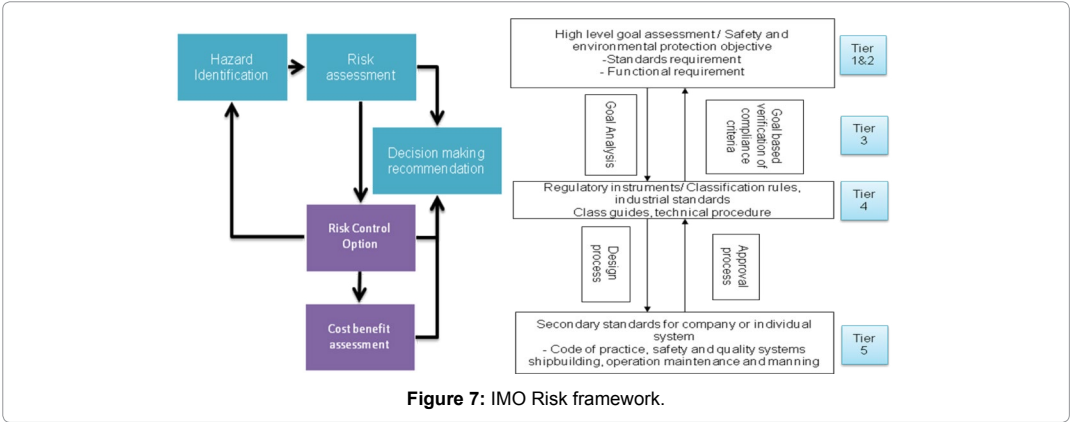 Hazard
Identification
Risk
assessment
Decision making
recommendation
Risk Control
Option
Cost benefit
assessment
High level goal assessment / Safety and
environmental protection objective
-Standards requirement
- Functional requirement
Tier
1&2
Goal Analysis
Goal based
verification of
compliance
criteria
Tier
3
Regulatory instruments/ Classification rules,
industrial standards
Class guides, technical procedure
Tier
4
Design
process
Approval
process
Secondary standards for company or individual
system
- Code of practice, safety and quality systems
shipbuilding, operation maintenance and manning
Tier
5
Figure 7: IMO Risk framework.